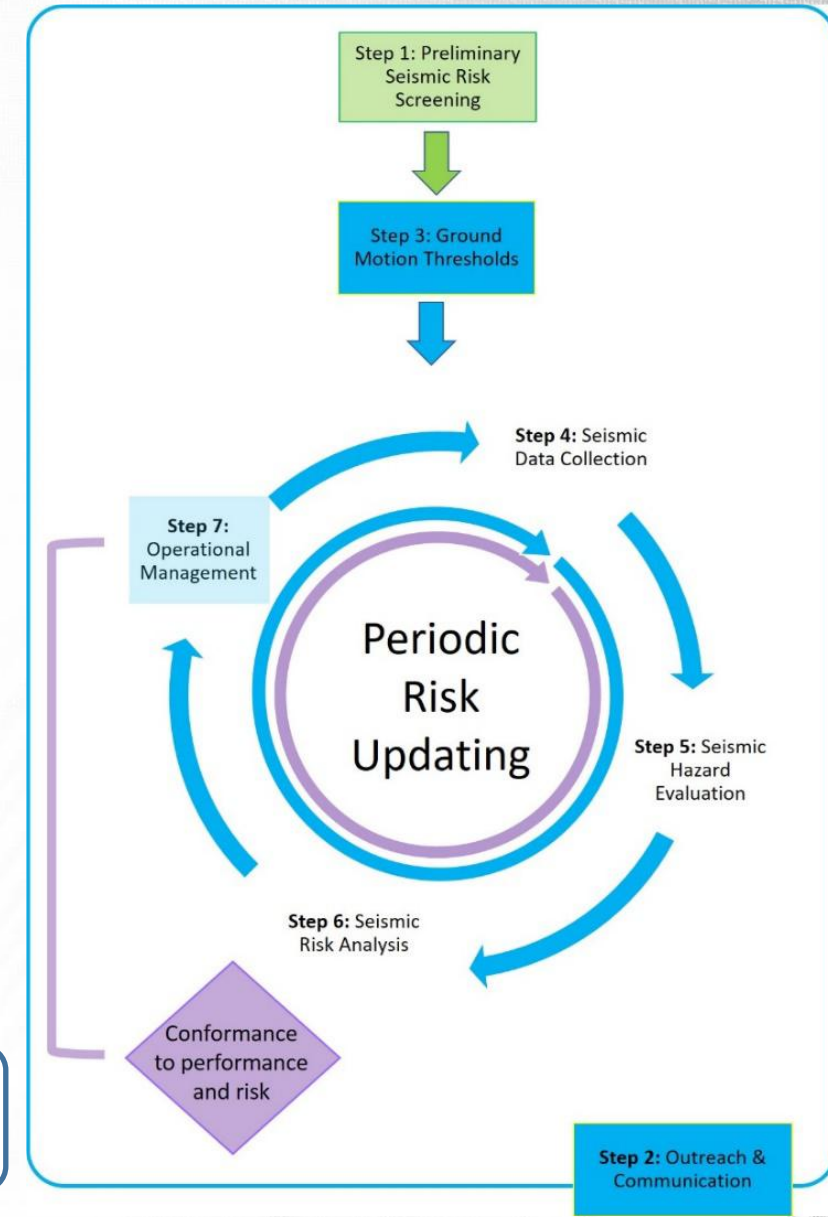 Step 1: Preliminary
Seismic Risk
Screening
Step 3: Ground
Motion Thresholds
Step 4: Seismic
Data Collection
Step 7:
Operational
Management
Periodic
Risk
Updating
Step 5: Seismic
Hazard
Evaluation
Step 6: Seismic
Risk Analysis
Conformance
to performance
and risk
Step 2: Outreach &
Communication